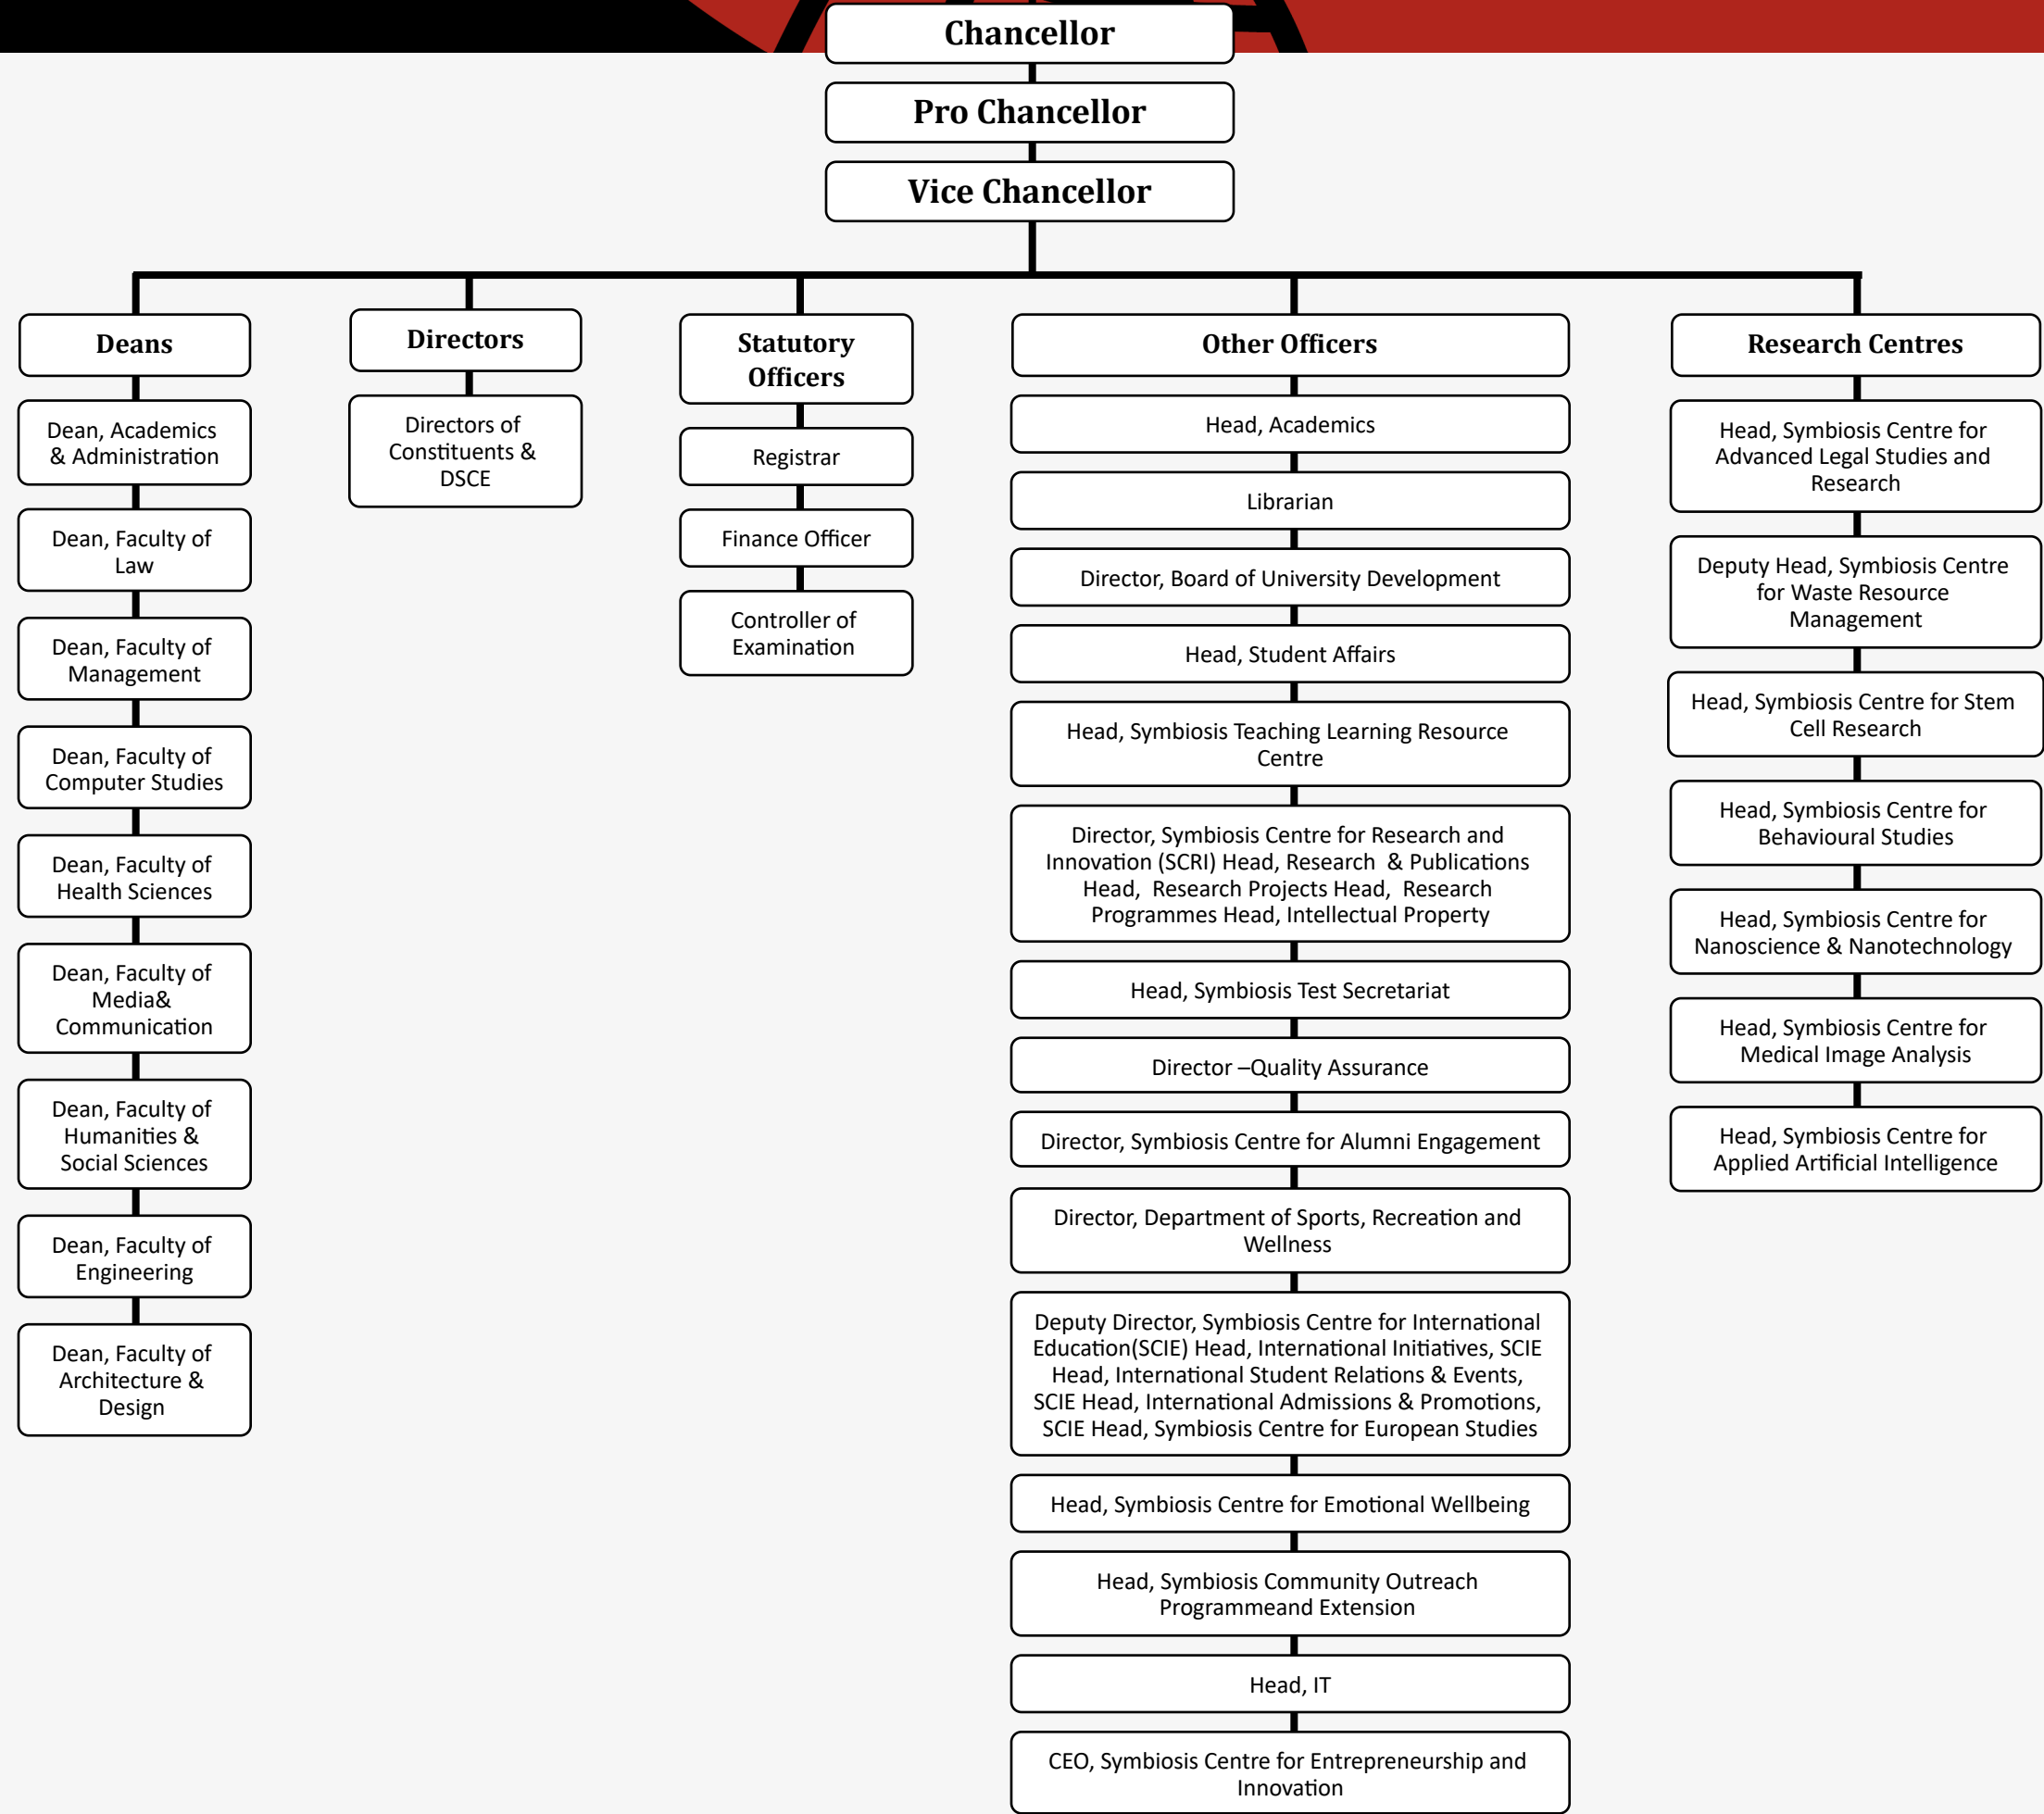 Chancellor
Pro Chancellor
Vice Chancellor
Deans
Dean, Academics
& Administration
Dean, Faculty of
Law
Dean, Faculty of
Management
Dean, Faculty of
Computer Studies
Dean, Faculty of
Health Sciences
Dean, Faculty of
Media&
Communication
Dean, Faculty of
Humanities &
Social Sciences
Dean, Faculty of
Engineering
Dean, Faculty of
Architecture &
Design
Directors
Directors of
Constituents &
DSCE
Statutory
Officers
Registrar
Finance Officer
Controller of
Examination
Other Officers
Head, Academics
Librarian
Director, Board of University Development
Head, Student Affairs
Head, Symbiosis Teaching Learning Resource
Centre
Director, Symbiosis Centre for Research and
Innovation (SCRI) Head, Research & Publications
Head, Research Projects Head, Research
Programmes Head, Intellectual Property
Head, Symbiosis Test Secretariat
Director –Quality Assurance
Director, Symbiosis Centre for Alumni Engagement
Director, Department of Sports, Recreation and
Wellness
Deputy Director, Symbiosis Centre for International
Education(SCIE) Head, International Initiatives, SCIE
Head, International Student Relations & Events,
SCIE Head, International Admissions & Promotions,
SCIE Head, Symbiosis Centre for European Studies
Head, Symbiosis Centre for Emotional Wellbeing
Head, Symbiosis Community Outreach
Programmeand Extension
Head, IT
CEO, Symbiosis Centre for Entrepreneurship and
Innovation
Research Centres
Head, Symbiosis Centre for
Advanced Legal Studies and
Research
Deputy Head, Symbiosis Centre
for Waste Resource
Management
Head, Symbiosis Centre for Stem
Cell Research
Head, Symbiosis Centre for
Behavioural Studies
Head, Symbiosis Centre for
Nanoscience & Nanotechnology
Head, Symbiosis Centre for
Medical Image Analysis
Head, Symbiosis Centre for
Applied Artificial Intelligence